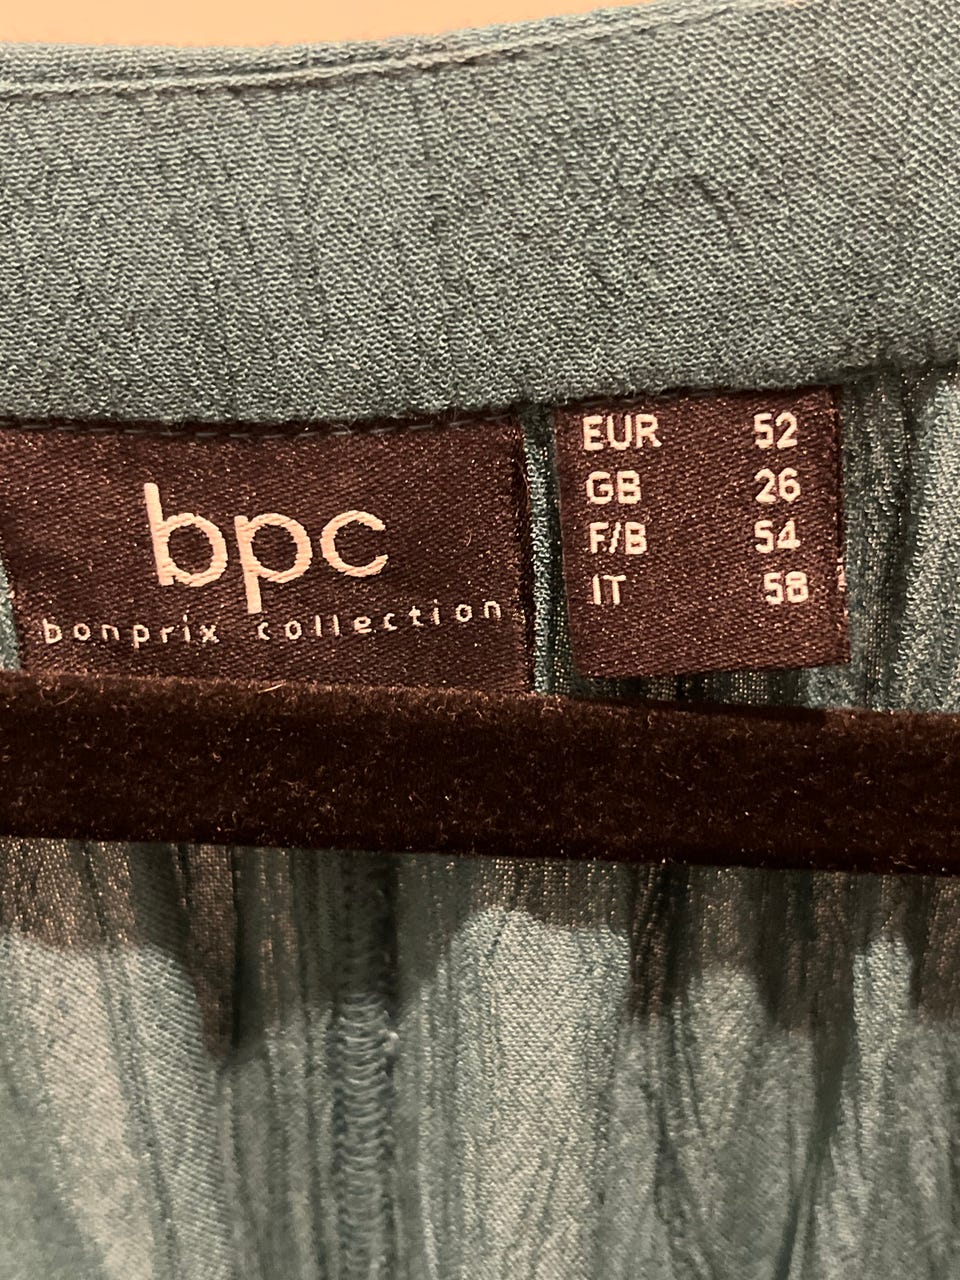 bpc
bonprix collection
EUR 52
GB 26
F/B 54
IT 58